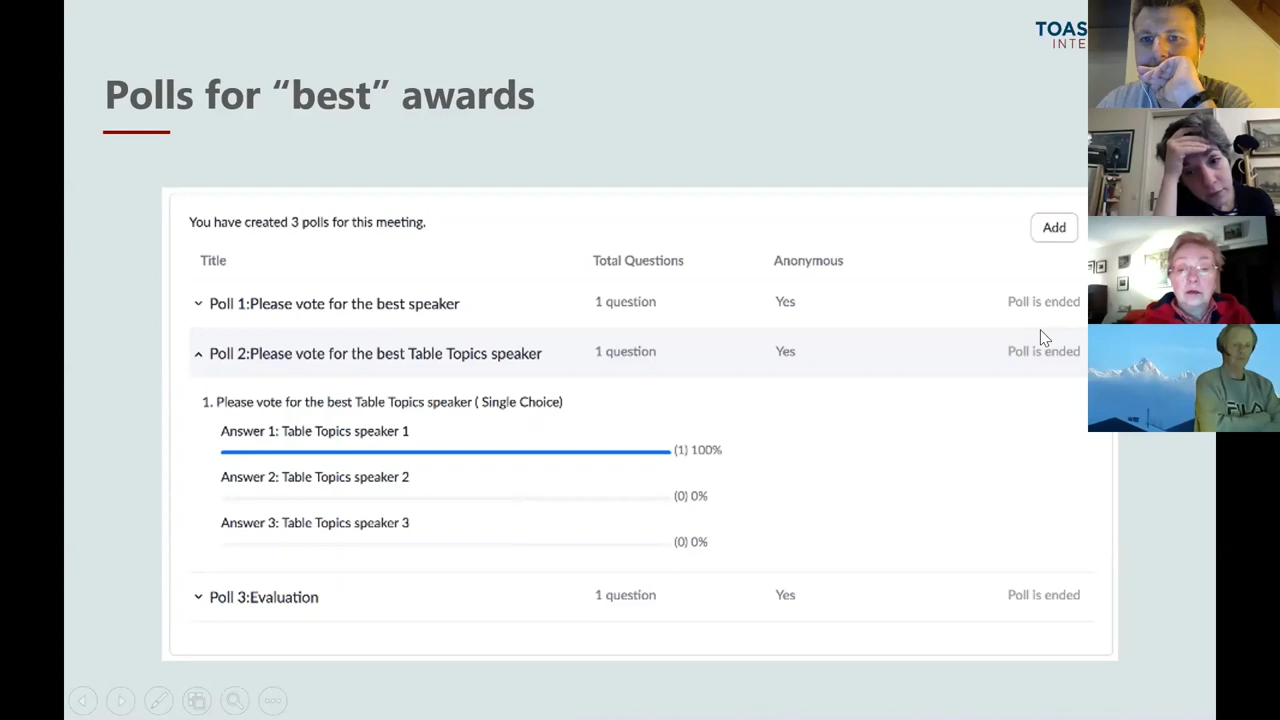 TOAS
INTE
Polls for “best” awards
You have created 3 polls for this meeting.
Add
Title Total Questions Anonymous
Poll 1:Please vote for the best speaker 1 question Yes Poll is ended
Poll 2:Please vote for the best Table Topics speaker 1 question Yes Poll is ended
1. Please vote for the best Table Topics speaker ( Single Choice)
Answer 1: Table Topics speaker 1
(1) 100%
Answer 2: Table Topics speaker 2
(0) 0%
Answer 3: Table Topics speaker 3
(0) 0%
Poll 3:Evaluation 1 question Yes Poll is ended
FILA